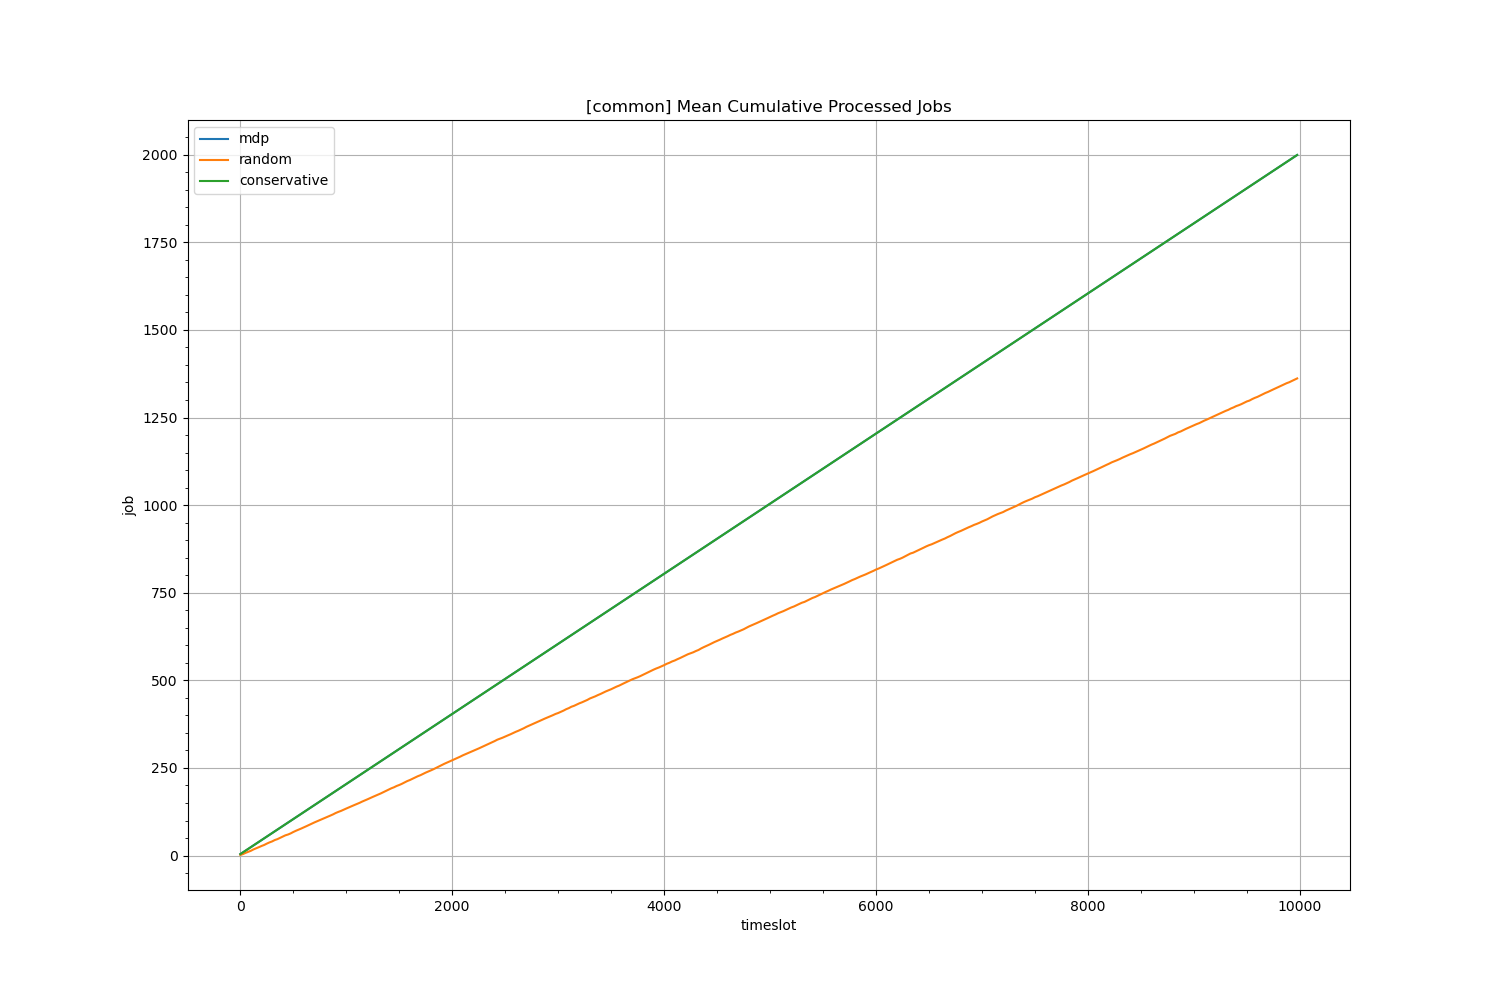 [common] Mean Cumulative Processed Jobs
mdp
random
conservative
2000
1750
1500
1250
1000
750
500
250
0
job
0 2000 4000 6000 8000 10000
timeslot